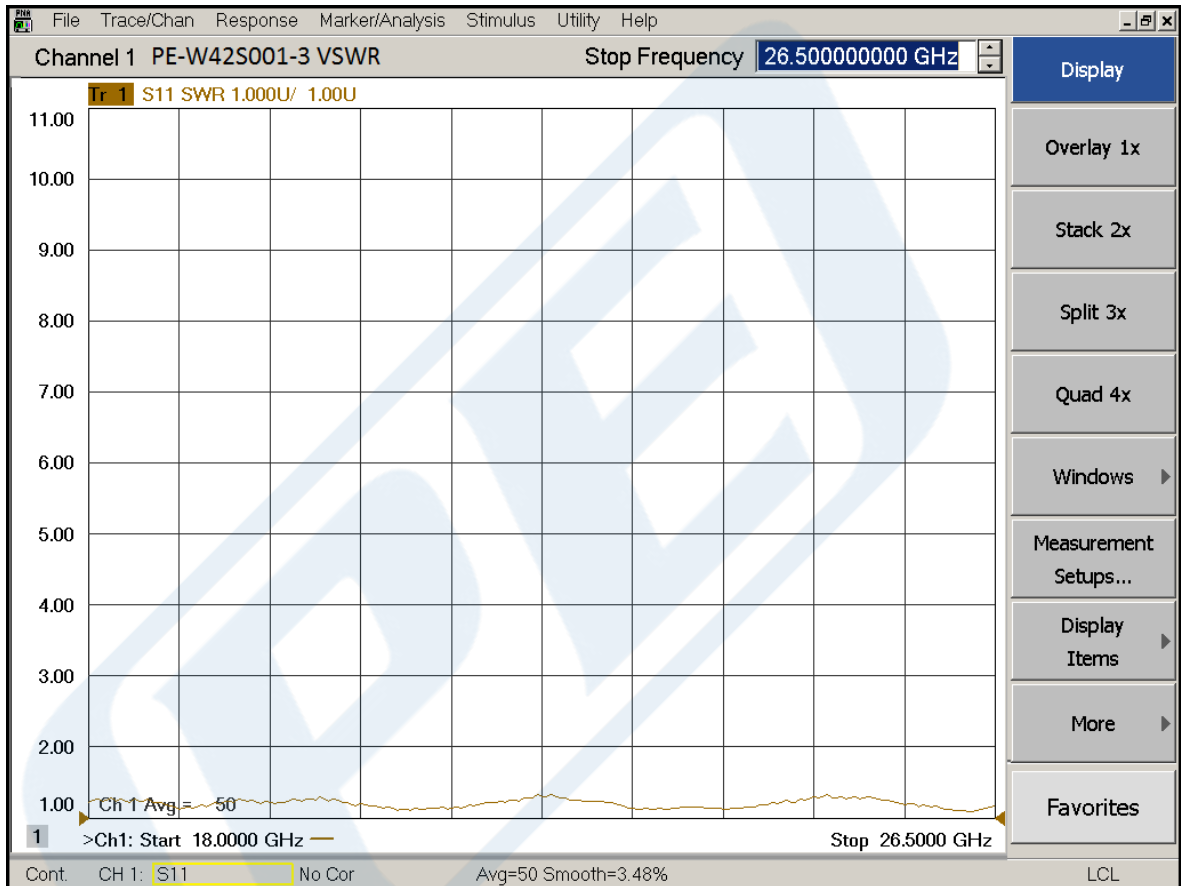 File Trace/Chan Response Marker/Analysis Stimulus Utility Help
Channel 1 PE-W42S001-3 VSWR Stop Frequency 26.500000000 GHz
Tr 1 S11 SWR 1.000U/ 1.00U
11.00
10.00
9.00
8.00
7.00
6.00
5.00
4.00
3.00
2.00
1.00
Ch 1 Avg = 50
1 >Ch1: Start 18.0000 GHz Stop 26.5000 GHz
Cont. CH 1: S11 No Cor Avg=50 Smooth=3.48% LCL
Display
Overlay 1x
Stack 2x
Split 3x
Quad 4x
Windows
Measurement
Setups...
Display
Items
More
Favorites
PEI